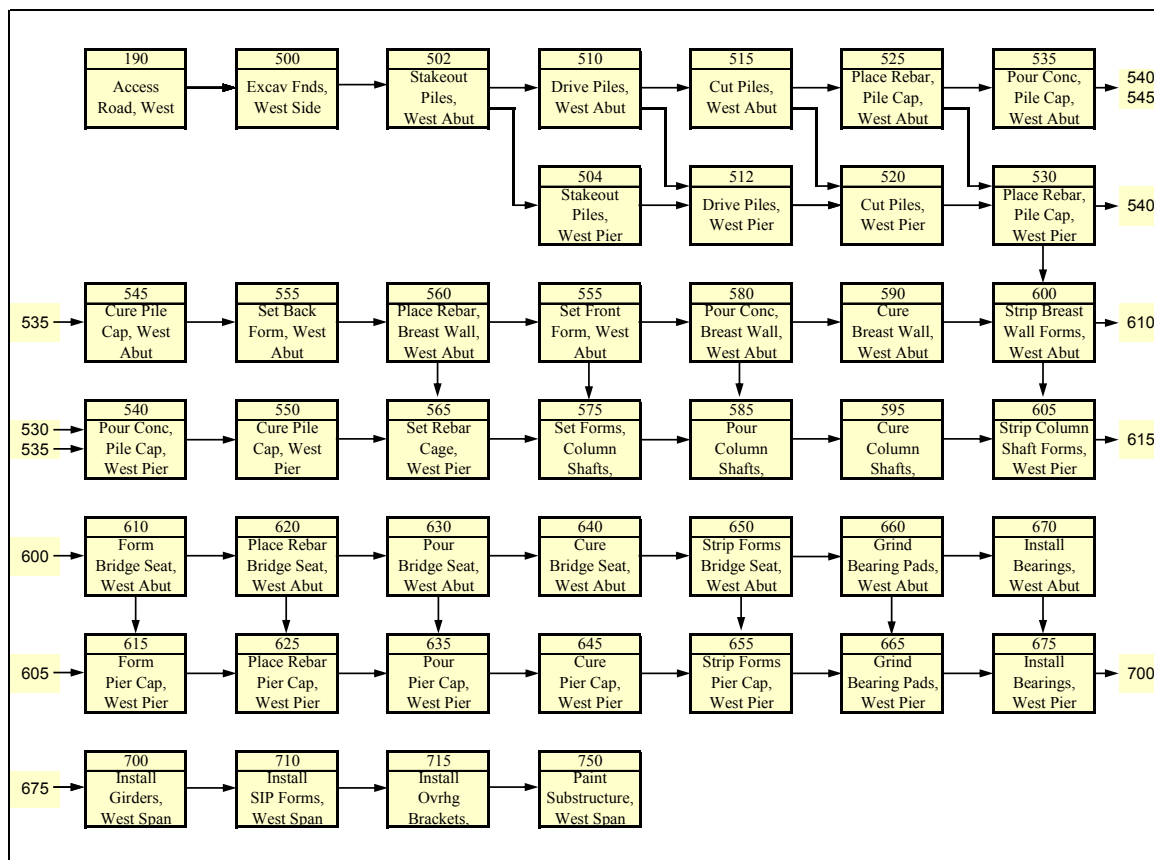 190
Access
Road, West
500
Excav Fnds,
West Side
502
Stakeout
Piles,
West Abut
510
Drive Piles,
West Abut
515
Cut Piles,
West Abut
525
Place Rebar,
Pile Cap,
West Abut
535
Pour Conc,
Pile Cap,
West Abut
540
545
504
Stakeout
Piles,
West Pier
512
Drive Piles,
West Pier
520
Cut Piles,
West Pier
530
Place Rebar,
Pile Cap,
West Pier
540
535
545
Cure Pile
Cap, West
Abut
555
Set Back
Form, West
Abut
560
Place Rebar,
Breast Wall,
West Abut
555
Set Front
Form, West
Abut
580
Pour Conc,
Breast Wall,
West Abut
590
Cure
Breast Wall,
West Abut
600
Strip Breast
Wall Forms,
West Abut
610
530
535
540
Pour Conc,
Pile Cap,
West Pier
550
Cure Pile
Cap, West
Pier
565
Set Rebar
Cage,
West Pier
575
Set Forms,
Column
Shafts,
585
Pour
Column
Shafts,
595
Cure
Column
Shafts,
605
Strip Column
Shaft Forms,
West Pier
615
600
610
Form
Bridge Seat,
West Abut
620
Place Rebar
Bridge Seat,
West Abut
630
Pour
Bridge Seat,
West Abut
640
Cure
Bridge Seat,
West Abut
650
Strip Forms
Bridge Seat,
West Abut
660
Grind
Bearing Pads,
West Abut
670
Install
Bearings,
West Abut
605
615
Form
Pier Cap,
West Pier
625
Place Rebar
Pier Cap,
West Pier
635
Pour
Pier Cap,
West Pier
645
Cure
Pier Cap,
West Pier
655
Strip Forms
Pier Cap,
West Pier
665
Grind
Bearing Pads,
West Pier
675
Install
Bearings,
West Pier
700
675
700
Install
Girders,
West Span
710
Install
SIP Forms,
West Span
715
Install
Ovrhg
Brackets,
750
Paint
Substructure,
West Span